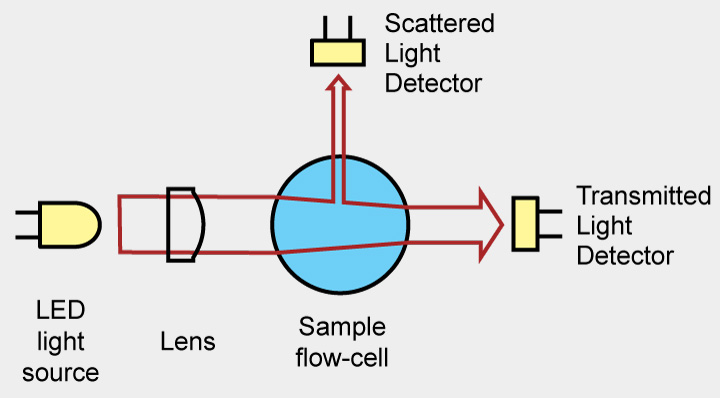 Scattered
Light
Detector
Transmitted
Light
Detector
LED
light
source
Lens
Sample
flow-cell